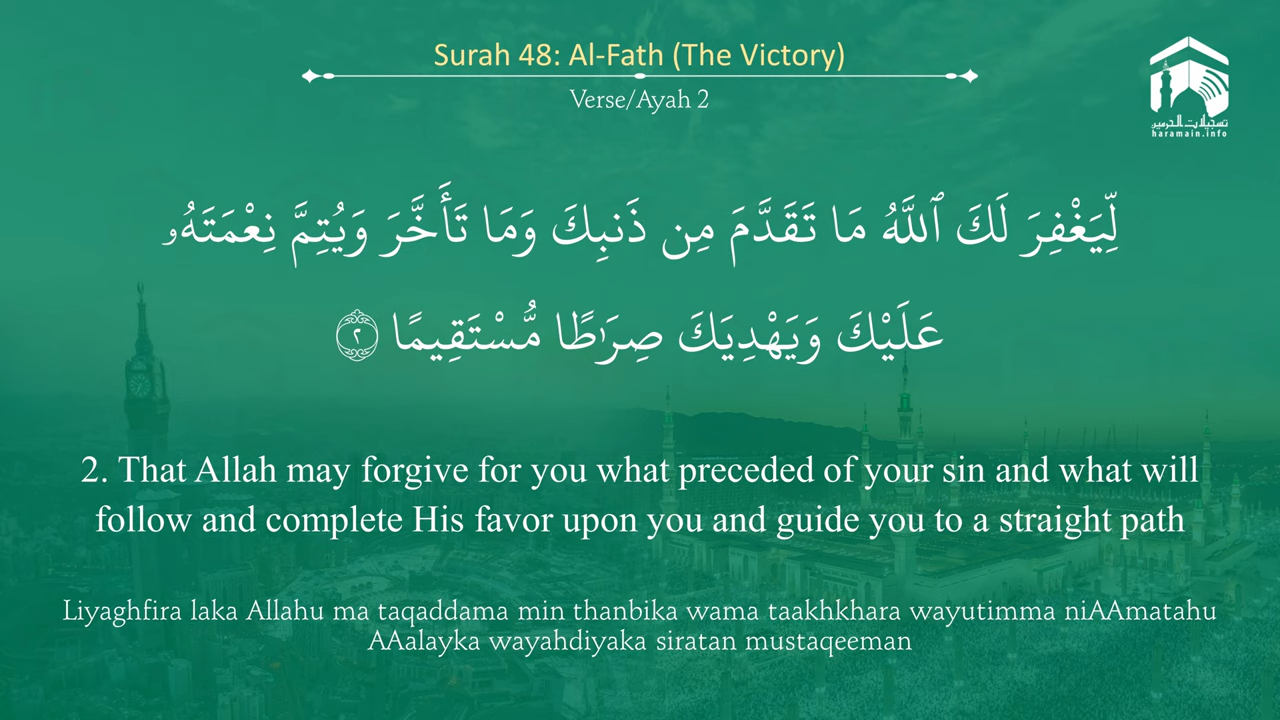 Surah 48: Al-Fath (The Victory)
Verse/Ayah 2
تسجيلات الحرمين
haramain.info
لِّيَغْفِرَ لَكَ ٱللَّهُ مَا تَقَدَّمَ مِن ذَنۢبِكَ وَمَا تَأَخَّرَ وَيُتِمَّ نِعْمَتَهُۥ
عَلَيْكَ وَيَهْدِيَكَ صِرَٰطًا مُّسْتَقِيمًا ٢
2. That Allah may forgive for you what preceded of your sin and what will
follow and complete His favor upon you and guide you to a straight path
Liyaghfira laka Allahu ma taqaddama min thanbika wama taakhkhara wayutimma niAAmatahu
AAalayka wayahdiyaka siratan mustaqeeman